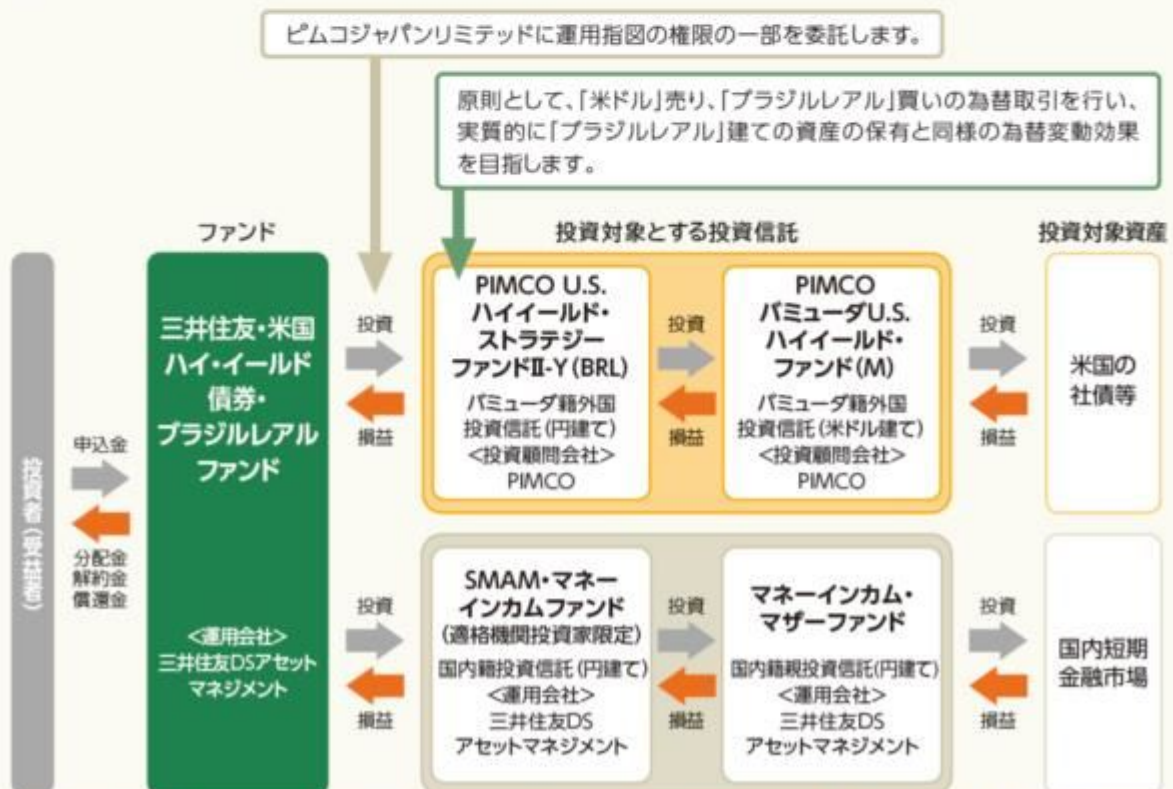 ピムコジャパンリミテッドに運用指図の権限の一部を委託します。
原則として、「米ドル」売り、「ブラジルレアル」買いの為替取引を行い、
実質的に「ブラジルレアル」建ての資産の保有と同様の為替変動効果
を目指します。
ファンド
投資対象とする投資信託
投資対象資産
投資者(受益者)
申込金
分配金
解約金
償還金
三井住友・米国
ハイ・イールド
債券・
ブラジルレアル
ファンド
<運用会社>
三井住友DSアセット
マネジメント
投資
損益
PIMCO U.S.
ハイイールド・
ストラテジー
ファンドⅡ-Y(BRL)
バミューダ籍外国
投資信託(円建て)
<投資顧問会社>
PIMCO
投資
損益
PIMCO
バミューダU.S.
ハイイールド・
ファンド(M)
バミューダ籍外国
投資信託(米ドル建て)
<投資顧問会社>
PIMCO
投資
損益
米国の
社債等
投資
損益
SMAM・マネー
インカムファンド
(適格機関投資家限定)
国内籍投資信託(円建て)
<運用会社>
三井住友DS
アセットマネジメント
投資
損益
マネーインカム・
マザーファンド
国内籍親投資信託(円建て)
<運用会社>
三井住友DS
アセットマネジメント
投資
損益
国内短期
金融市場